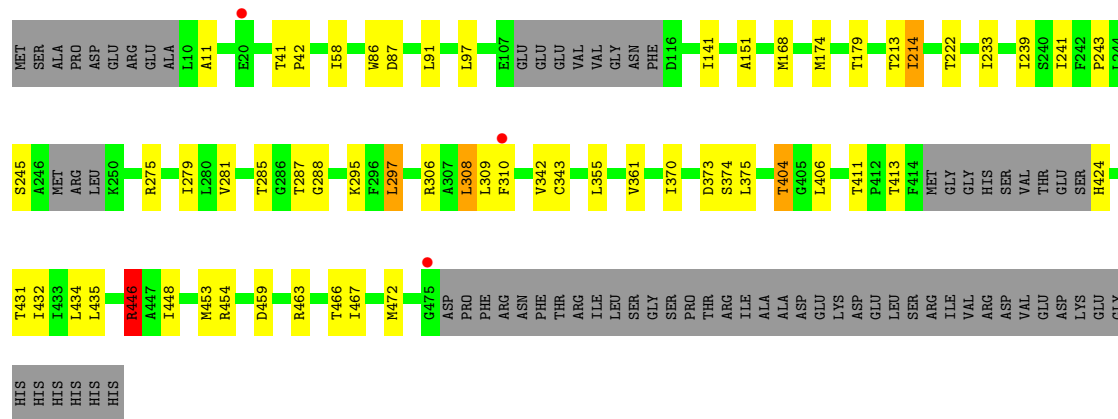 MET SER ALA PRO ASP GLU ARG GLU ALA L10 A11 E20 T41 P42 I58 W86 D87 L91 L97 E107 GLU GLU GLU VAL VAL GLY ASN PHE D116 I141 A151 M168 M174 T179 T213 I214 T222 I233 I239 S240 I241 F242 P243 L244
S245 A246 MET ARG LEU K250 R275 I279 L280 V281 T285 G286 T287 G288 K295 F296 L297 R306 A307 L308 L309 F310 V342 C343 L355 V361 I370 D373 S374 L375 T404 G405 L406 T411 P412 T413 F414 MET GLY GLY HIS SER VAL THR GLU SER H424
T431 I432 I433 L434 L435 R446 A447 I448 M453 R454 D459 R463 T466 I467 M472 G475 ASP PRO PHE ARG ASN PHE THR ARG ILE LEU SER GLY SER PRO THR ARG ILE ALA ALA ASP GLU LYS ASP GLU LEU SER ARG ILE VAL ARG ASP VAL GLU ASP LYS GLU GLY
HIS HIS HIS HIS HIS HIS